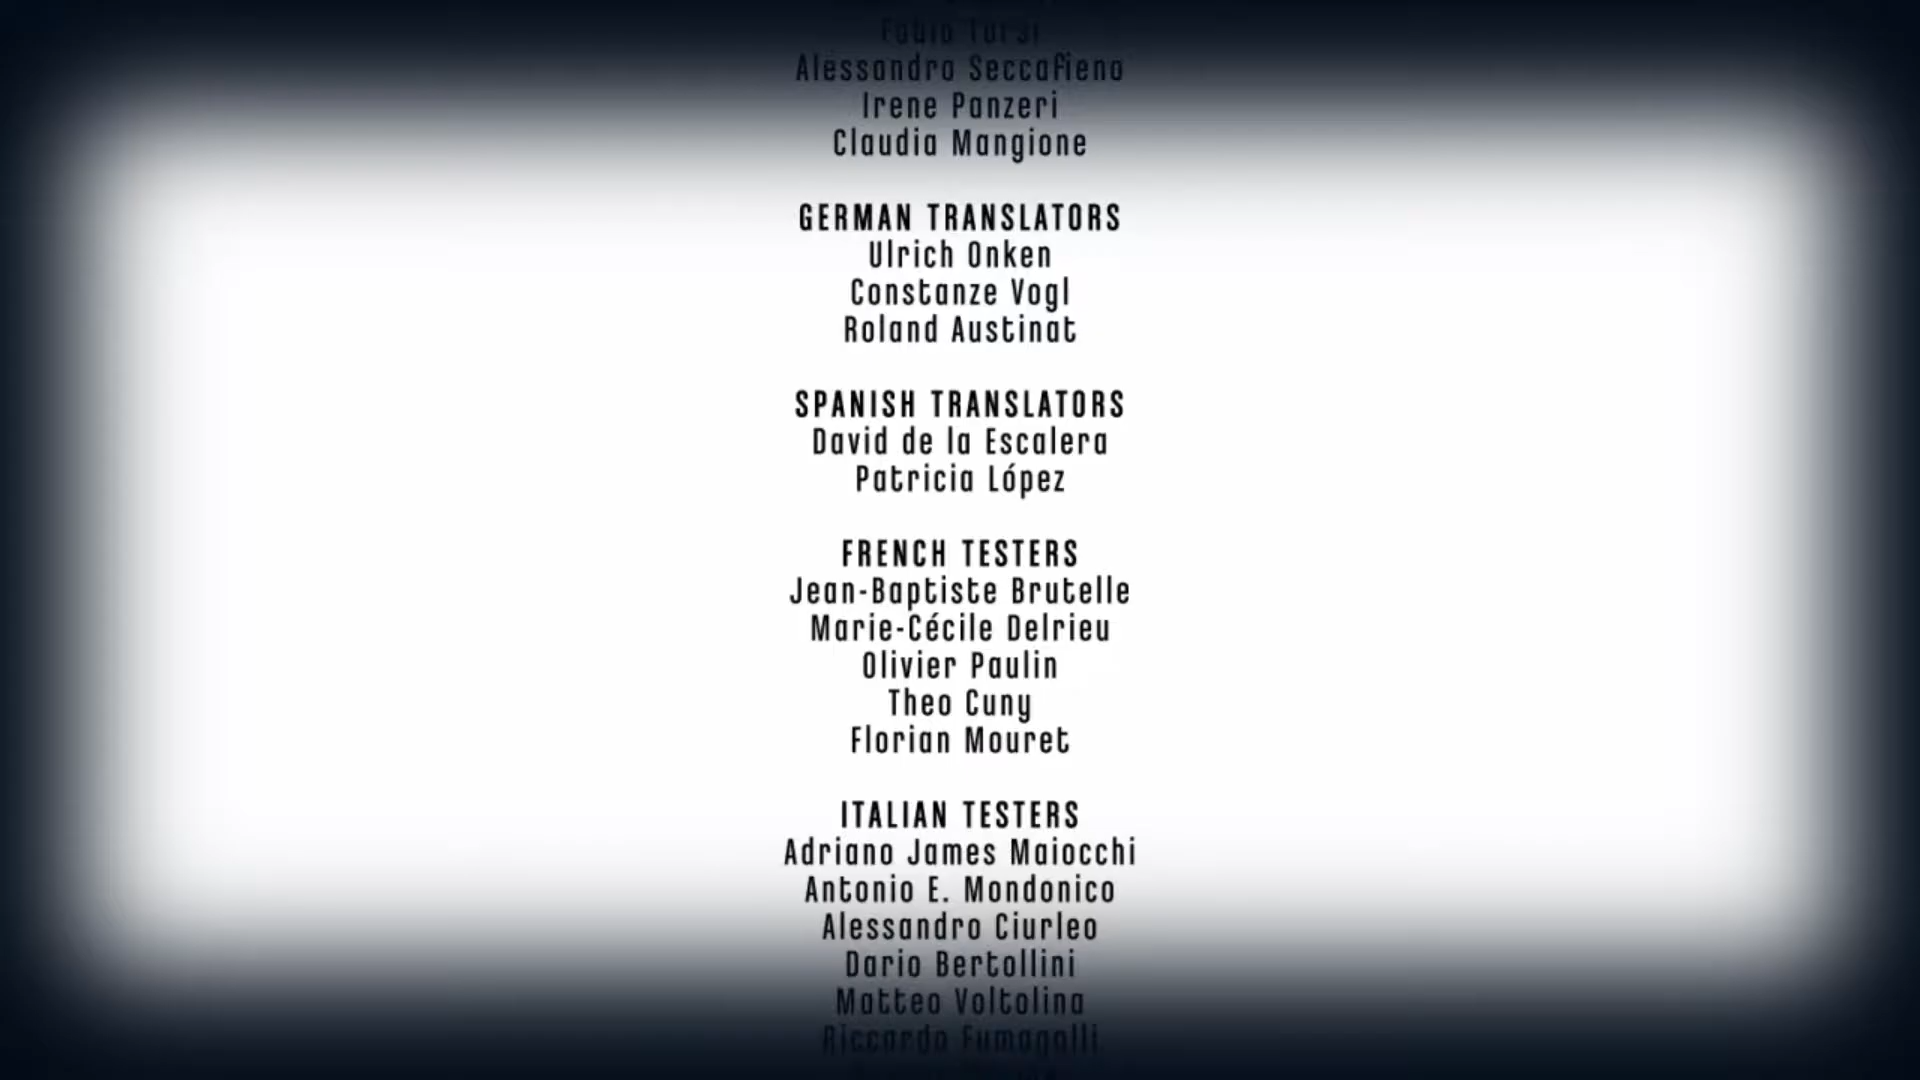 Fabio Tursi
Alessandro Seccafieno
Irene Panzeri
Claudia Mangione
GERMAN TRANSLATORS
Ulrich Onken
Constanze Vogl
Roland Austinat
SPANISH TRANSLATORS
David de la Escalera
Patricia López
FRENCH TESTERS
Jean-Baptiste Brutelle
Marie-Cécile Delrieu
Olivier Paulin
Theo Cuny
Florian Mouret
ITALIAN TESTERS
Adriano James Maiocchi
Antonio E. Mondonico
Alessandro Ciurleo
Dario Bertollini
Matteo Voltolina
Riccardo Fumagalli